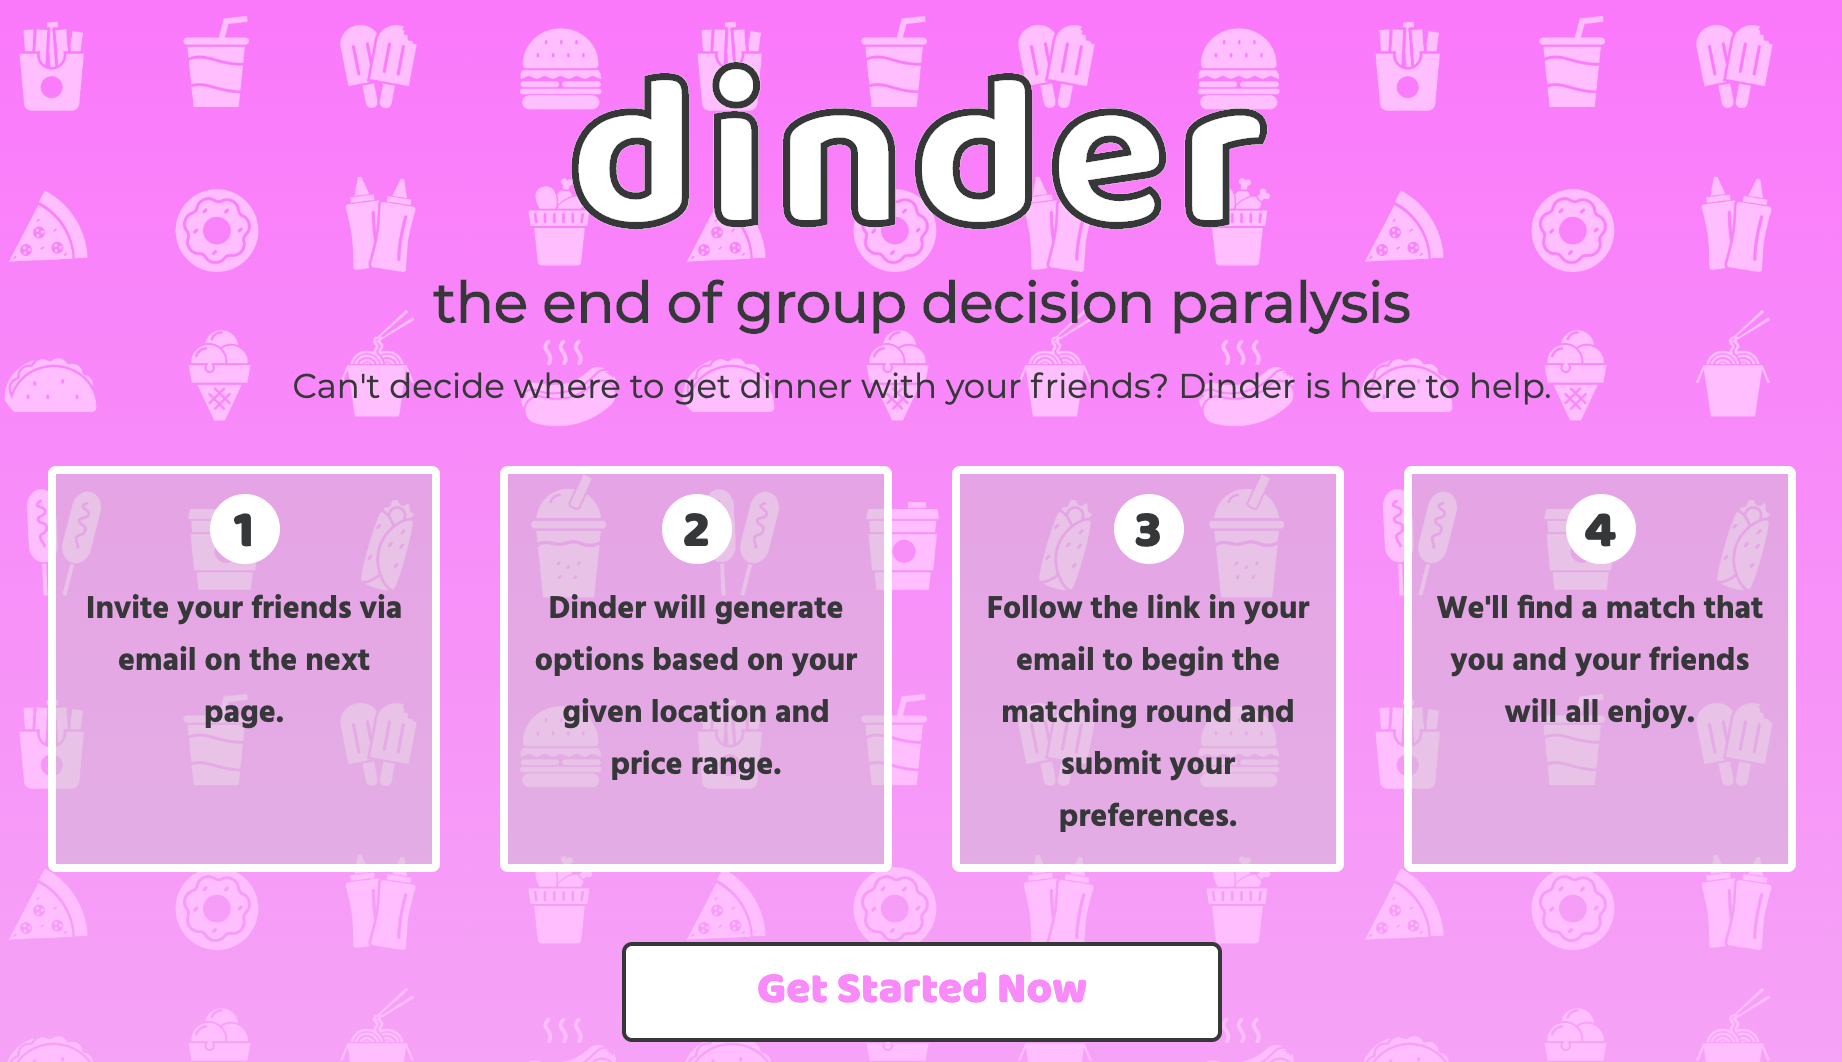 dinder
the end of group decision paralysis
Can't decide where to get dinner with your friends? Dinder is here to help.
1
Invite your friends via
email on the next
page.
2
Dinder will generate
options based on your
given location and
price range.
3
Follow the link in your
email to begin the
matching round and
submit your
preferences.
4
We'll find a match that
you and your friends
will all enjoy.
Get Started Now